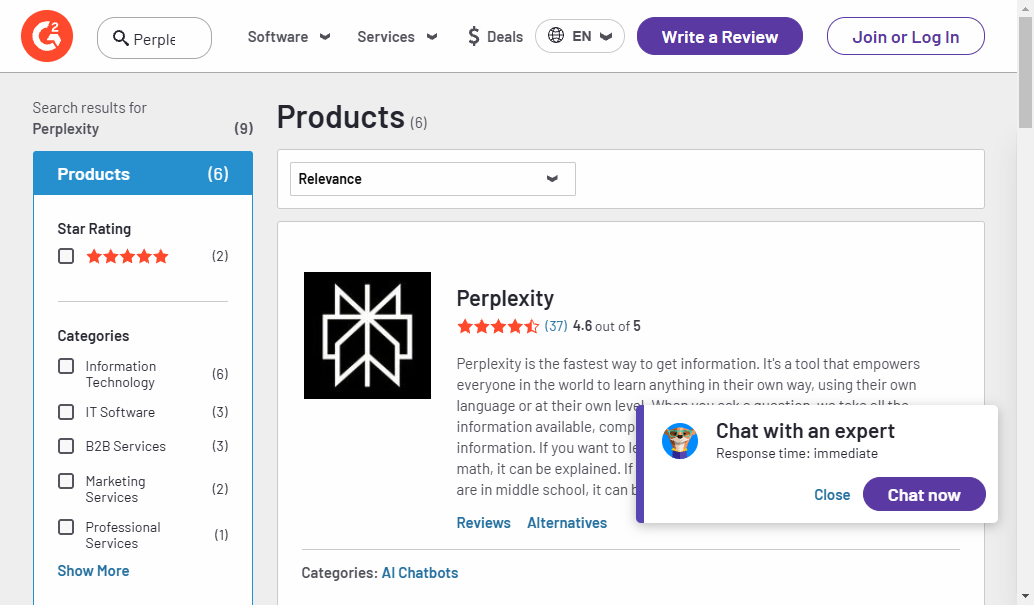 G2
Perple
Software
Services
$ Deals
EN
Write a Review
Join or Log In
Search results for
Perplexity (9)
Products (6)
Star Rating
(2)
Categories
Information
Technology (6)
IT Software (3)
B2B Services (3)
Marketing
Services (2)
Professional
Services (1)
Show More
Products (6)
Relevance
Perplexity
(37) 4.6 out of 5
Perplexity is the fastest way to get information. It's a tool that empowers
everyone in the world to learn anything in their own way, using their own
language or at their own level. When you ask a question, we take all the
information available, comp
information. If you want to le
math, it can be explained. If
are in middle school, it can b
Reviews Alternatives
Categories: AI Chatbots
Chat with an expert
Response time: immediate
Close Chat now